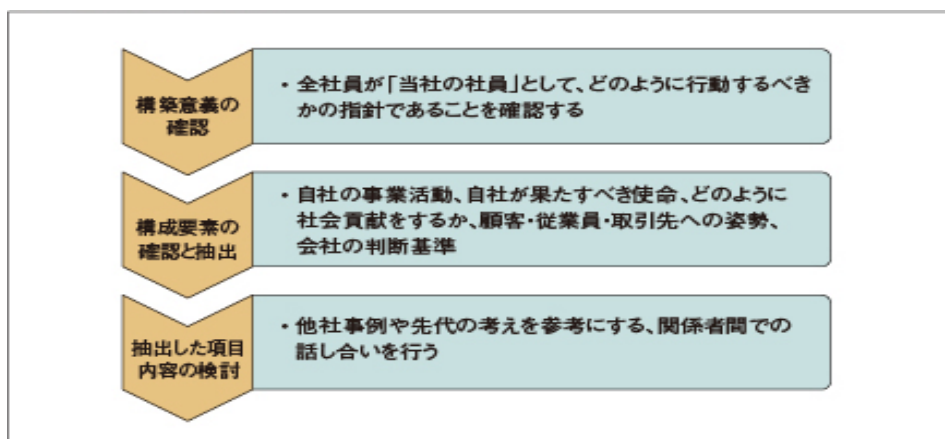 構築意義の
確認
・全社員が「当社の社員」として、どのように行動するべき
かの指針であることを確認する
構成要素の
確認と抽出
・自社の事業活動、自社が果たすべき使命、どのように
社会貢献をするか、顧客・従業員・取引先への姿勢、
会社の判断基準
抽出した項目
内容の検討
・他社事例や先代の考えを参考にする、関係者間での
話し合いを行う